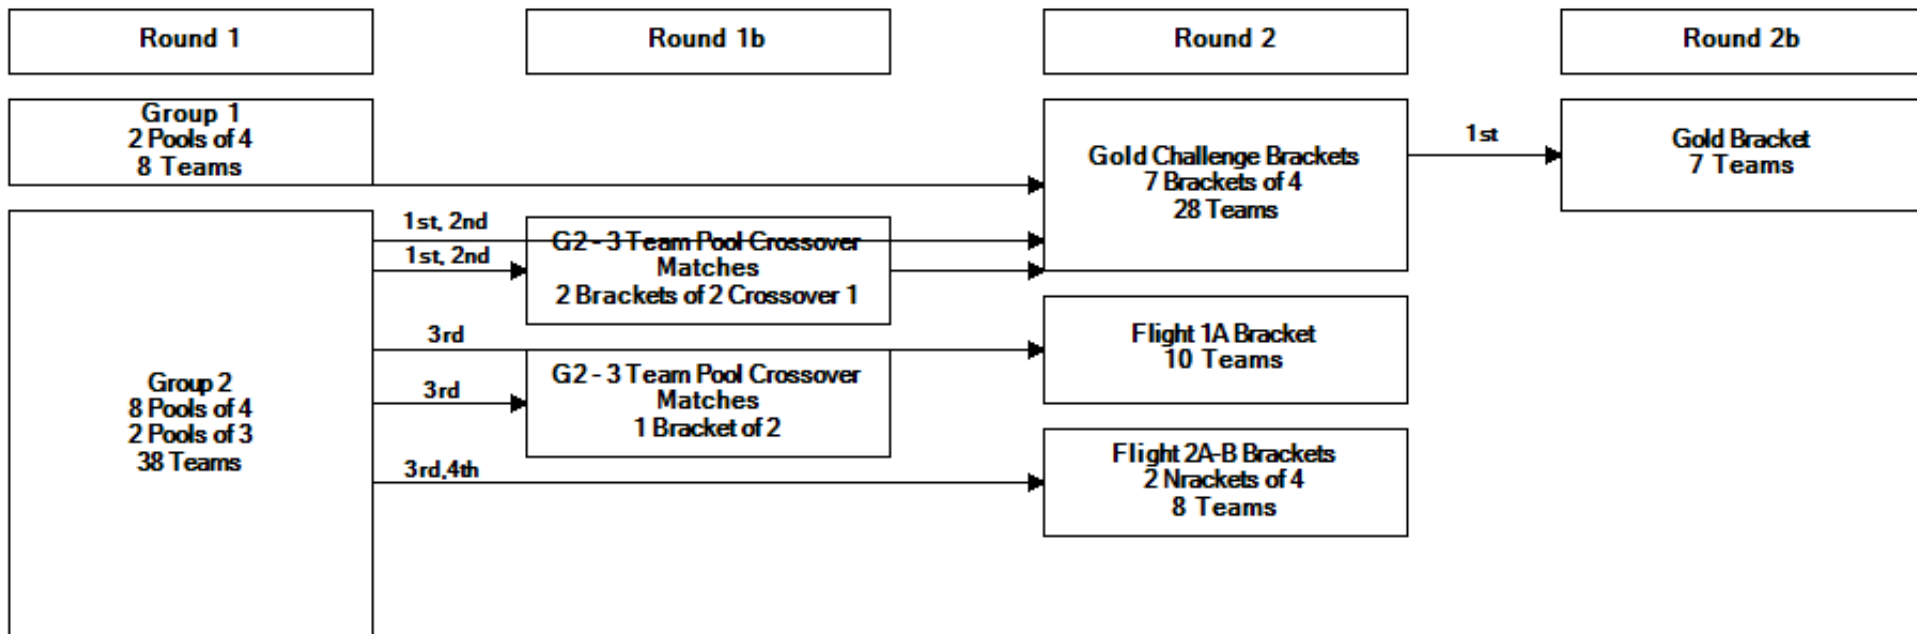 Round 1
Round 1b
Round 2
Round 2b
Group 1
2 Pools of 4
8 Teams
Gold Challenge Brackets
7 Brackets of 4
28 Teams
1st
Gold Bracket
7 Teams
1st, 2nd
1st, 2nd
G2 - 3 Team Pool Crossover
Matches
2 Brackets of 2 Crossover 1
Group 2
8 Pools of 4
2 Pools of 3
38 Teams
3rd
3rd
G2 - 3 Team Pool Crossover
Matches
1 Bracket of 2
Flight 1A Bracket
10 Teams
3rd,4th
Flight 2A-B Brackets
2 Nrackets of 4
8 Teams